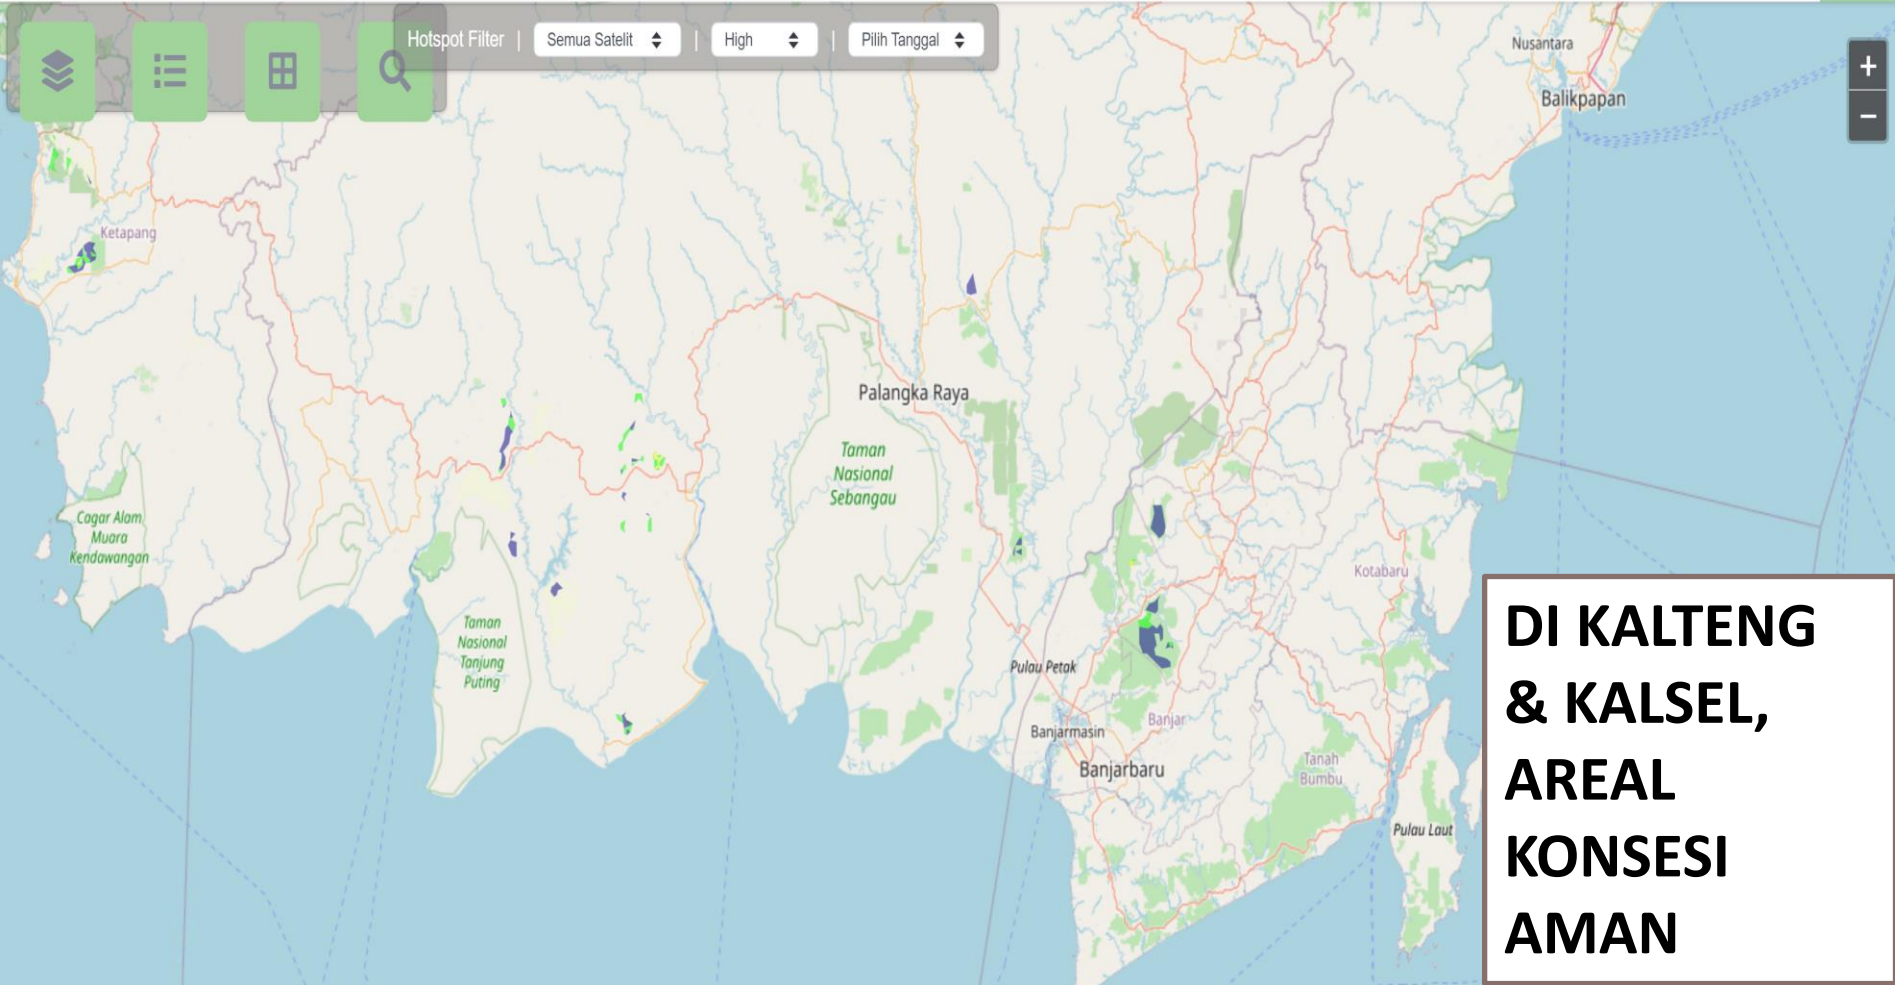 Hotspot Filter | Semua Satelit | High | Pilih Tanggal
Nusantara
Balikpapan
+
−
Ketapang
Palangka Raya
Taman
Nasional
Sebangau
Cagar Alam
Muara
Kendawangan
Kotabaru
Taman
Nasional
Tanjung
Puting
Pulau Petak
Banjar
Banjarmasin
Banjarbaru
Tanah
Bumbu
Pulau Laut
DI KALTENG
& KALSEL,
AREAL
KONSESI
AMAN